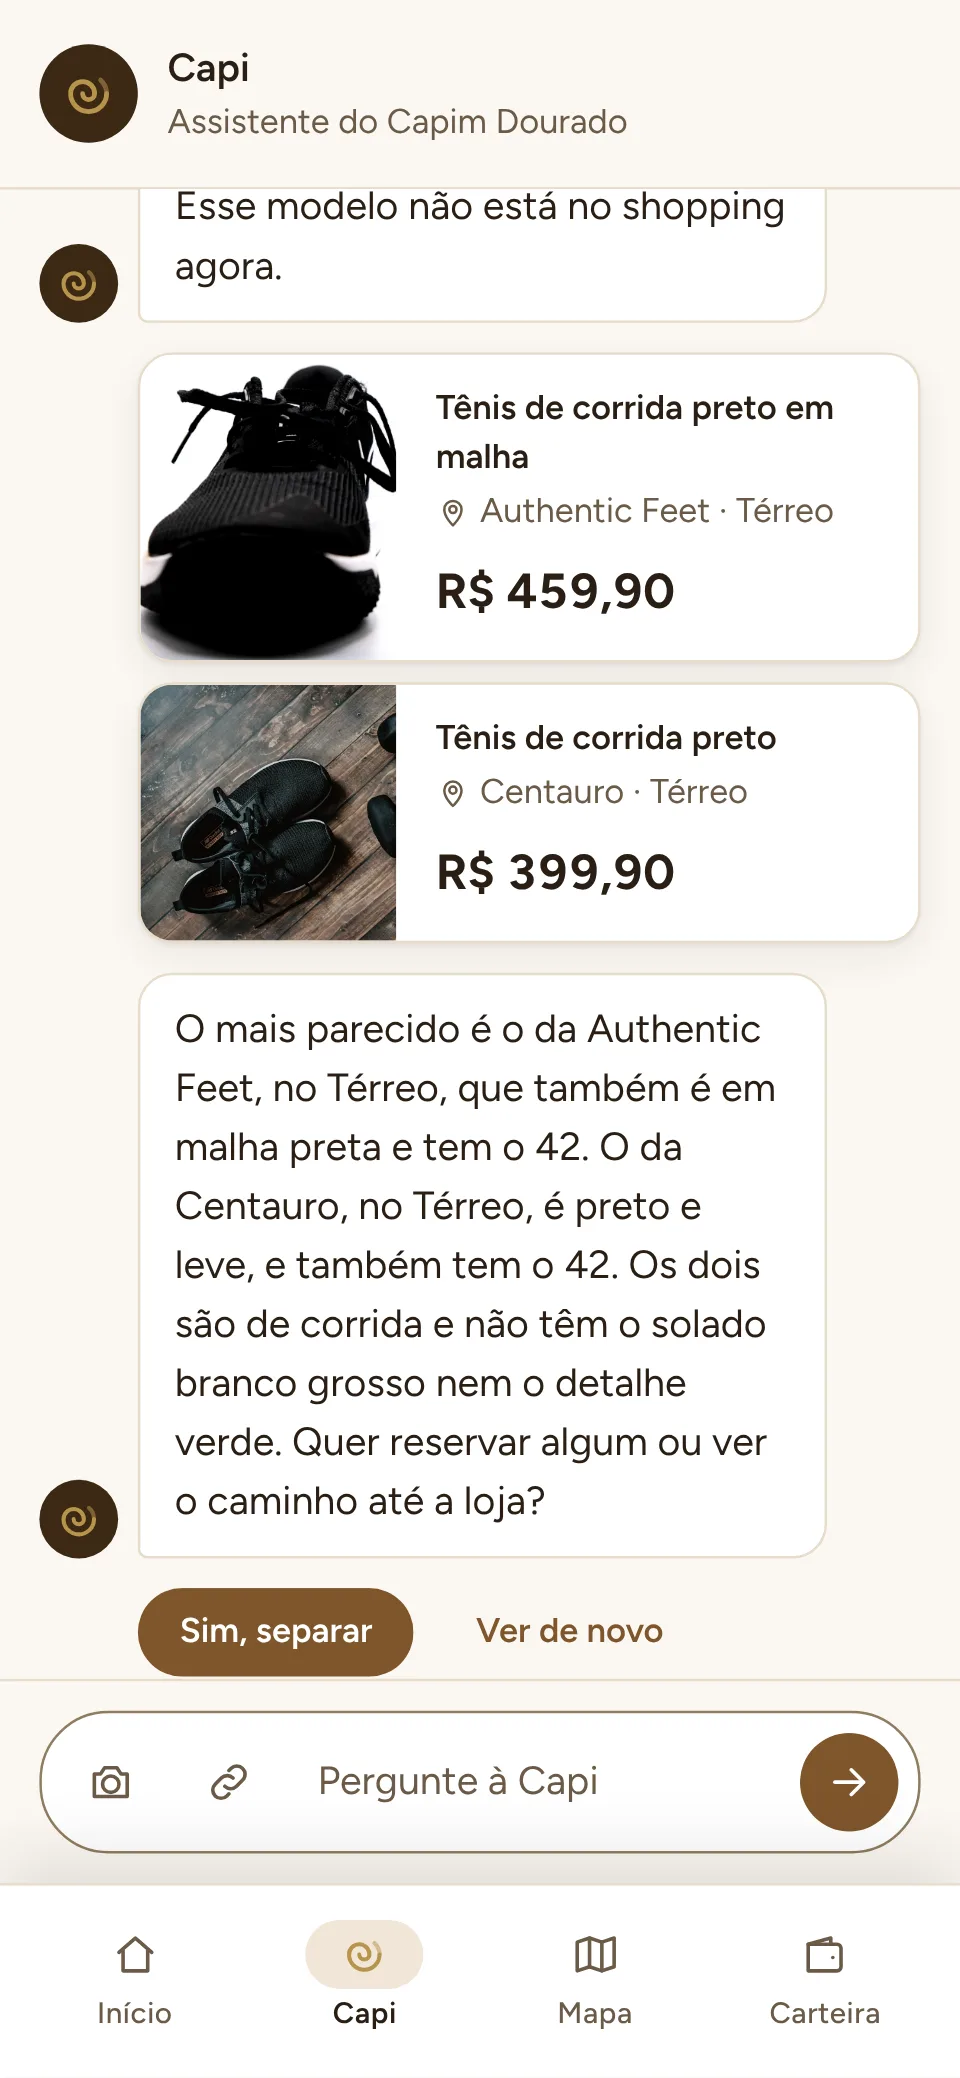 Capi
Assistente do Capim Dourado
Esse modelo não está no shopping
agora.
Tênis de corrida preto em
malha
Authentic Feet · Térreo
R$ 459,90
Tênis de corrida preto
Centauro · Térreo
R$ 399,90
O mais parecido é o da Authentic
Feet, no Térreo, que também é em
malha preta e tem o 42. O da
Centauro, no Térreo, é preto e
leve, e também tem o 42. Os dois
são de corrida e não têm o solado
branco grosso nem o detalhe
verde. Quer reservar algum ou ver
o caminho até a loja?
Sim, separar
Ver de novo
Pergunte à Capi
Início
Capi
Mapa
Carteira